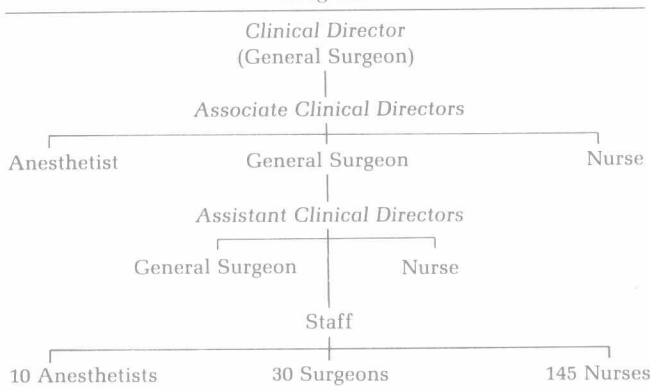 Clinical Director
(General Surgeon)
Associate Clinical Directors
Anesthetist General Surgeon Nurse
Assistant Clinical Directors
General Surgeon Nurse
Staff
10 Anesthetists 30 Surgeons 145 Nurses